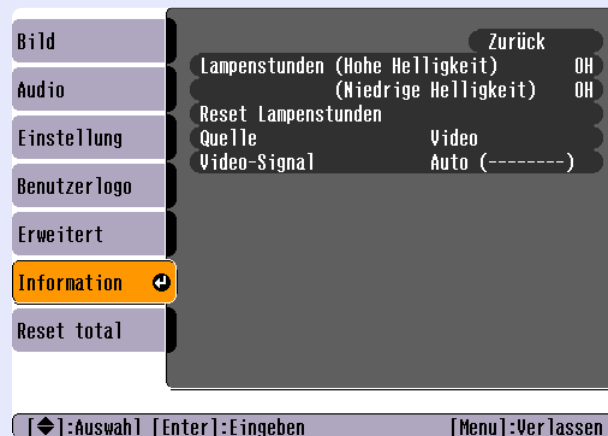 Bild
Audio
Einstellung
Benutzerlogo
Erweitert
Information
Reset total
Zurück
Lampenstunden (Hohe Helligkeit) 0H
(Niedrige Helligkeit) 0H
Reset Lampenstunden
Quelle Video
Video-Signal Auto (--------)
[◆]:Auswahl [Enter]:Eingeben [Menu]:Verlassen